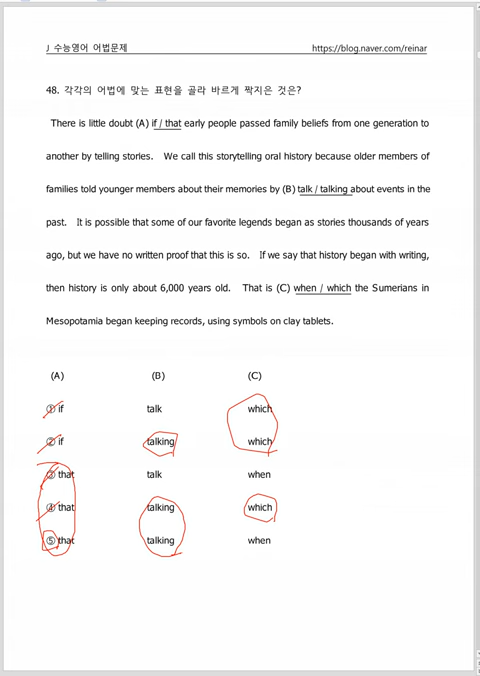 J 수능영어 어법문제 https://blog.naver.com/reinar
48. 각각의 어법에 맞는 표현을 골라 바르게 짝지은 것은?
There is little doubt (A) if / that early people passed family beliefs from one generation to
another by telling stories. We call this storytelling oral history because older members of
families told younger members about their memories by (B) talk / talking about events in the
past. It is possible that some of our favorite legends began as stories thousands of years
ago, but we have no written proof that this is so. If we say that history began with writing,
then history is only about 6,000 years old. That is (C) when / which the Sumerians in
Mesopotamia began keeping records, using symbols on clay tablets.
(A) (B) (C)
① if talk which
② if talking which
③ that talk when
④ that talking which
⑤ that talking when